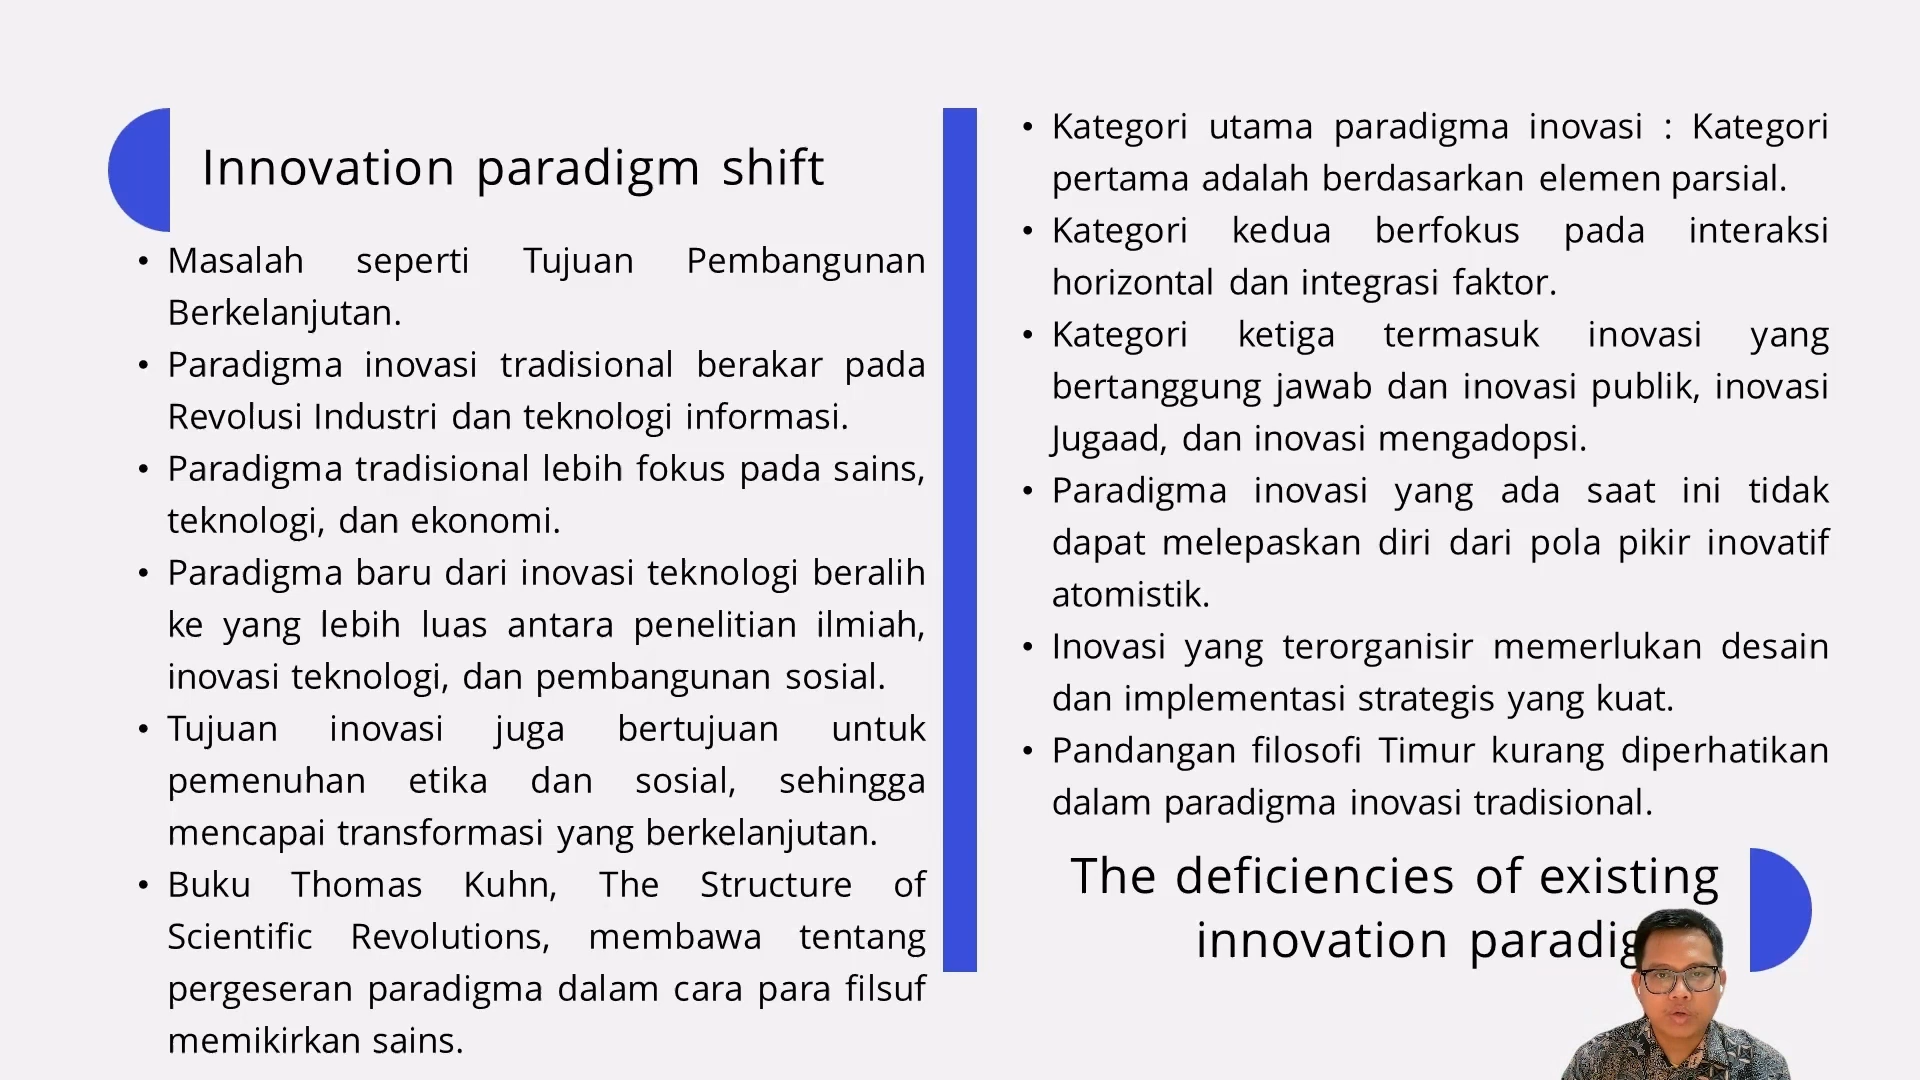 Innovation paradigm shift
• Masalah seperti Tujuan Pembangunan
Berkelanjutan.
• Paradigma inovasi tradisional berakar pada
Revolusi Industri dan teknologi informasi.
• Paradigma tradisional lebih fokus pada sains,
teknologi, dan ekonomi.
• Paradigma baru dari inovasi teknologi beralih
ke yang lebih luas antara penelitian ilmiah,
inovasi teknologi, dan pembangunan sosial.
• Tujuan inovasi juga bertujuan untuk
pemenuhan etika dan sosial, sehingga
mencapai transformasi yang berkelanjutan.
• Buku Thomas Kuhn, The Structure of
Scientific Revolutions, membawa tentang
pergeseran paradigma dalam cara para filsuf
memikirkan sains.
• Kategori utama paradigma inovasi : Kategori
pertama adalah berdasarkan elemen parsial.
• Kategori kedua berfokus pada interaksi
horizontal dan integrasi faktor.
• Kategori ketiga termasuk inovasi yang
bertanggung jawab dan inovasi publik, inovasi
Jugaad, dan inovasi mengadopsi.
• Paradigma inovasi yang ada saat ini tidak
dapat melepaskan diri dari pola pikir inovatif
atomistik.
• Inovasi yang terorganisir memerlukan desain
dan implementasi strategis yang kuat.
• Pandangan filosofi Timur kurang diperhatikan
dalam paradigma inovasi tradisional.
The deficiencies of existing
innovation